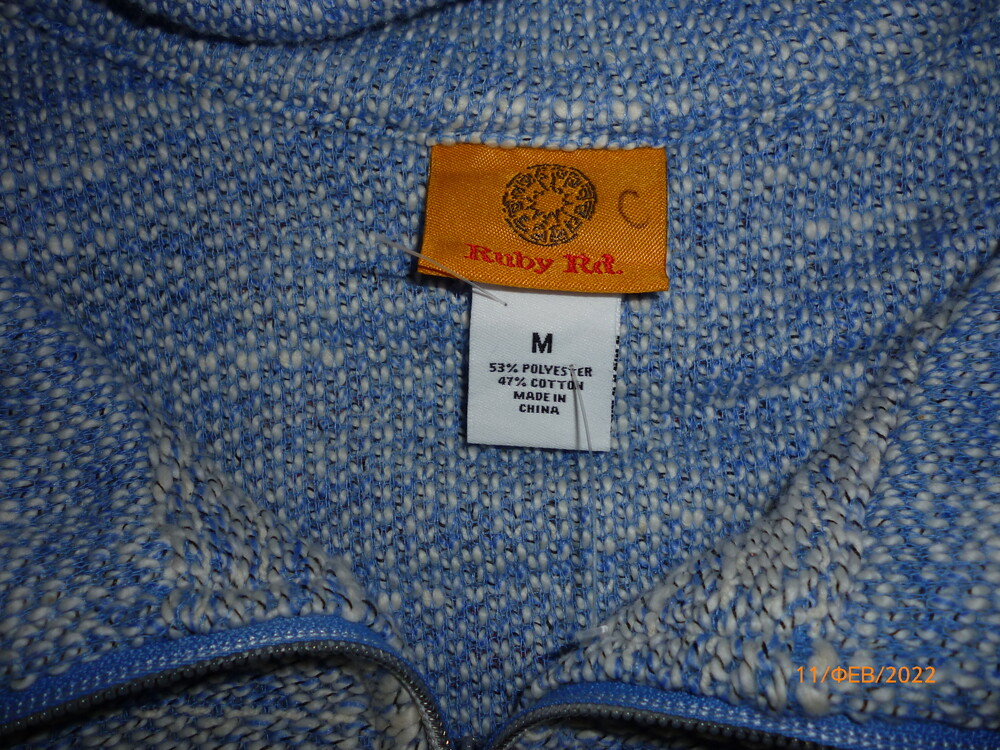 C
Ruby Rd.
M
53% POLYESTER
47% COTTON
MADE IN
CHINA
11/ФЕВ/2022